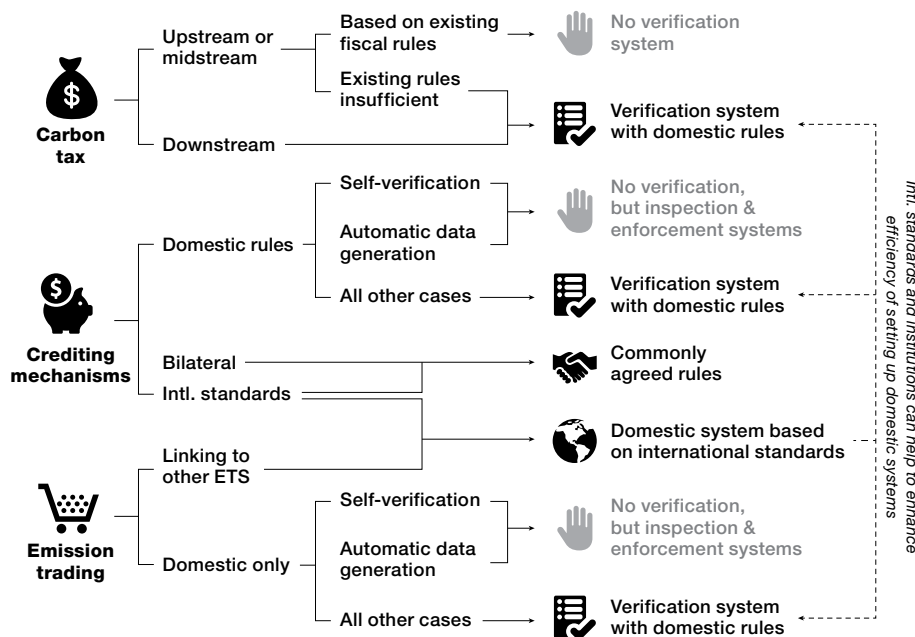 Based on existing
fiscal rules
No verification
system
Upstream or
midstream
Existing rules
insufficient
$
Carbon
tax
Verification system
with domestic rules
Downstream
Self-verification
No verification,
but inspection &
enforcement systems
Automatic data
generation
Domestic rules
$
All other cases
Verification system
with domestic rules
Crediting
mechanisms
Bilateral
Commonly
agreed rules
Intl. standards
Domestic system based
on international standards
Linking to
other ETS
Self-verification
No verification,
but inspection &
enforcement systems
Emission
trading
Automatic data
generation
Domestic only
All other cases
Verification system
with domestic rules
Intl. standards and institutions can help to enhance
efficiency of setting up domestic systems